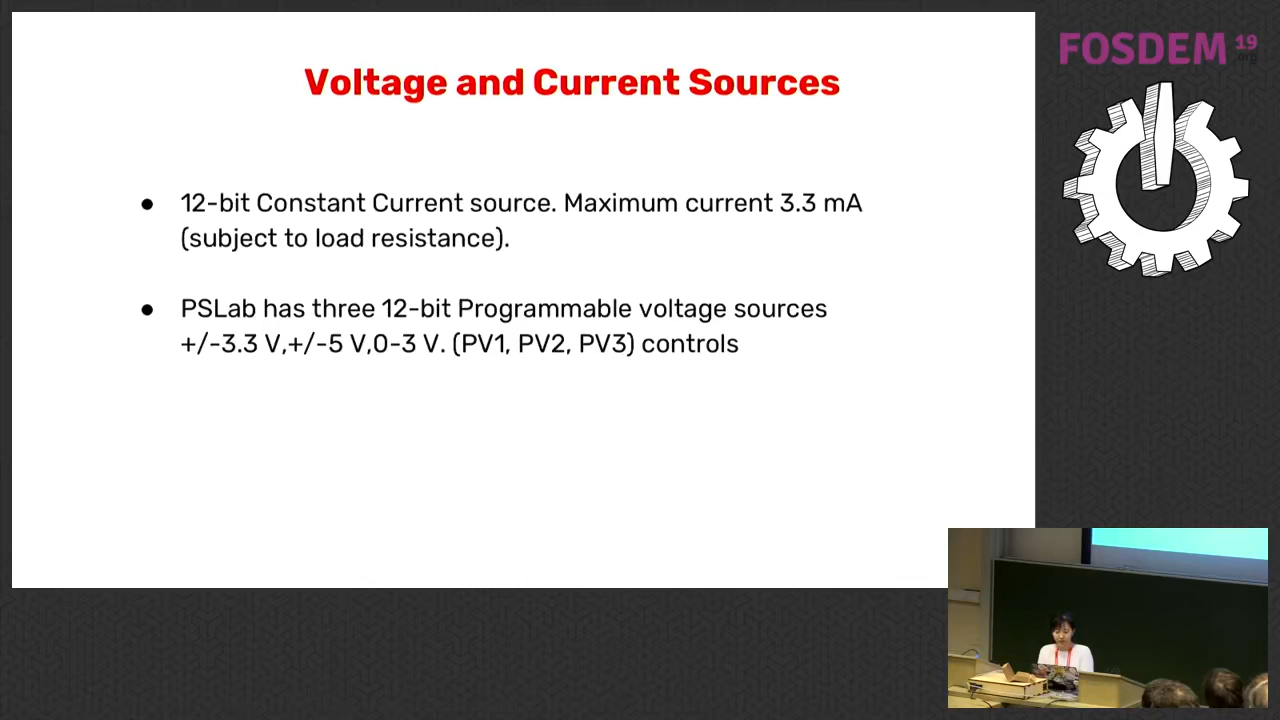 Voltage and Current Sources
● 12-bit Constant Current source. Maximum current 3.3 mA
(subject to load resistance).
● PSLab has three 12-bit Programmable voltage sources
+/-3.3 V,+/-5 V,0-3 V. (PV1, PV2, PV3) controls
FOSDEM 19
.org